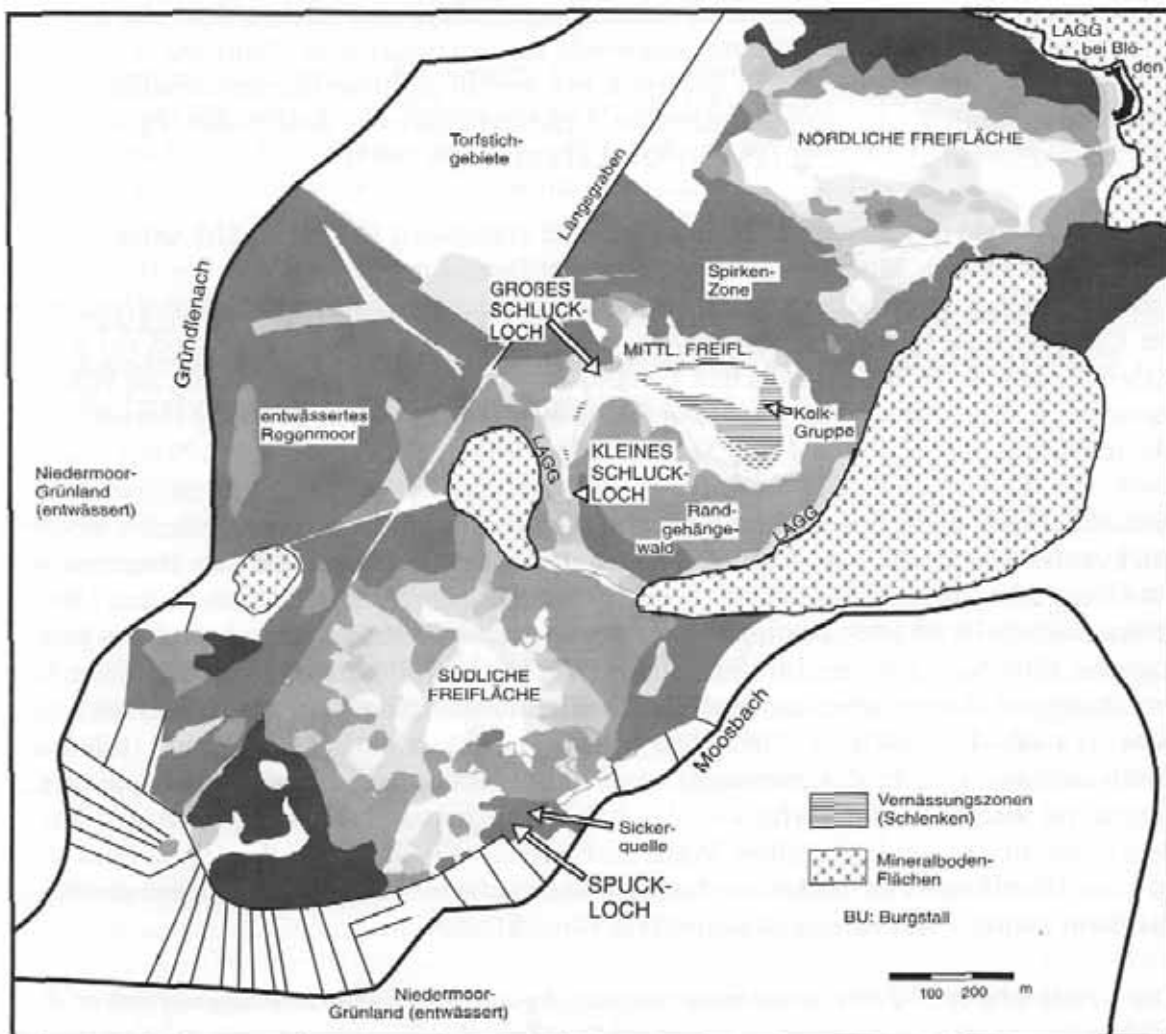 LAGG
bei Blö-
den
NÖRDLICHE FREIFLÄCHE
Torfstich-
gebiete
Längsgraben
Gründlenach
Spirken-
Zone
GROßES
SCHLUCK-
LOCH
MITTL. FREIFL.
Kolk-
Gruppe
entwässertes
Regenmoor
LAGG
KLEINES
SCHLUCK-
LOCH
Niedermoor-
Grünland
(entwässert)
Rand-
gehänge-
wald
LAGG
SÜDLICHE
FREIFLÄCHE
Moosbach
Sicker-
quelle
SPUCK-
LOCH
Vernässungszonen
(Schlenken)
Mineralboden-
Flächen
BU: Burgstall
100 200 m
Niedermoor-
Grünland (entwässert)